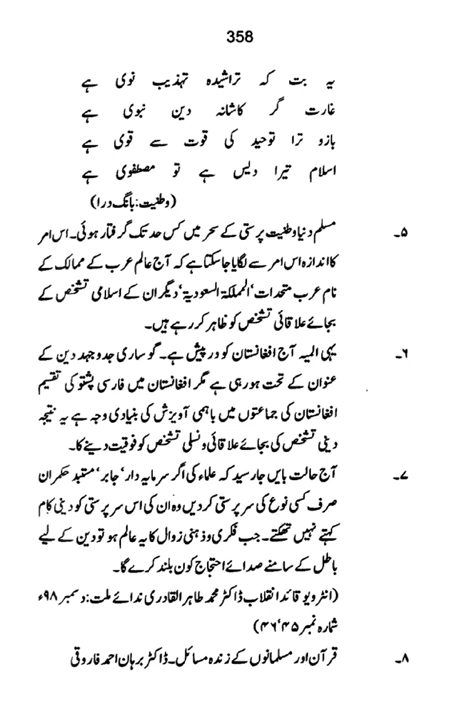 358
یہ بت کہ تراشیدہ تہذیب نوی ہے
غارت گر کاشانہ دین نبوی ہے
بازو ترا توحید کی قوت سے قوی ہے
اسلام تیرا دیس ہے تو مصطفوی ہے
(وطنیت: بانگ درا)
۵۔ مسلم دنیا وطنیت پرستی کے سحر میں کس حد تک گرفتار ہوئی۔ اس امر
کا اندازہ اس امر سے لگایا جاسکتا ہے کہ آج عالم عرب کے ممالک کے
نام عرب متحدات‘ المملکۃ السعودیۃ‘ دیگر ان کے اسلامی تشخص کے
بجائے علاقائی تشخص کو ظاہر کر رہے ہیں۔
۶۔ یہی المیہ آج افغانستان کو درپیش ہے۔ گو ساری جدوجہد دین کے
عنوان کے تحت ہو رہی ہے مگر افغانستان میں فارسی پشتو کی تقسیم
افغانستان کی جماعتوں میں باہمی آویزش کی بنیادی وجہ ہے یہ نتیجہ
دینی تشخص کی بجائے علاقائی و نسلی تشخص کو فوقیت دینے کا۔
۷۔ آج حالت بایں جا رسید کہ علماء کی اگر سرمایہ دار‘ جابر‘ مستبد حکمران
صرف کسی نوع کی سرپرستی کر دیں وہ ان کی اس سرپرستی کو دینی کام
کہتے نہیں تھکتے۔ جب فکری و ذہنی زوال کا یہ عالم ہو تو دین کے لیے
باطل کے سامنے صدائے احتجاج کون بلند کرے گا۔
(انٹرویو قائد انقلاب ڈاکٹر محمد طاہر القادری ندائے ملت: دسمبر ۹۸ء
شمارہ نمبر ۴۵‘ ۴۶)
۸۔ قرآن اور مسلمانوں کے زندہ مسائل۔ ڈاکٹر برہان احمد فاروقی